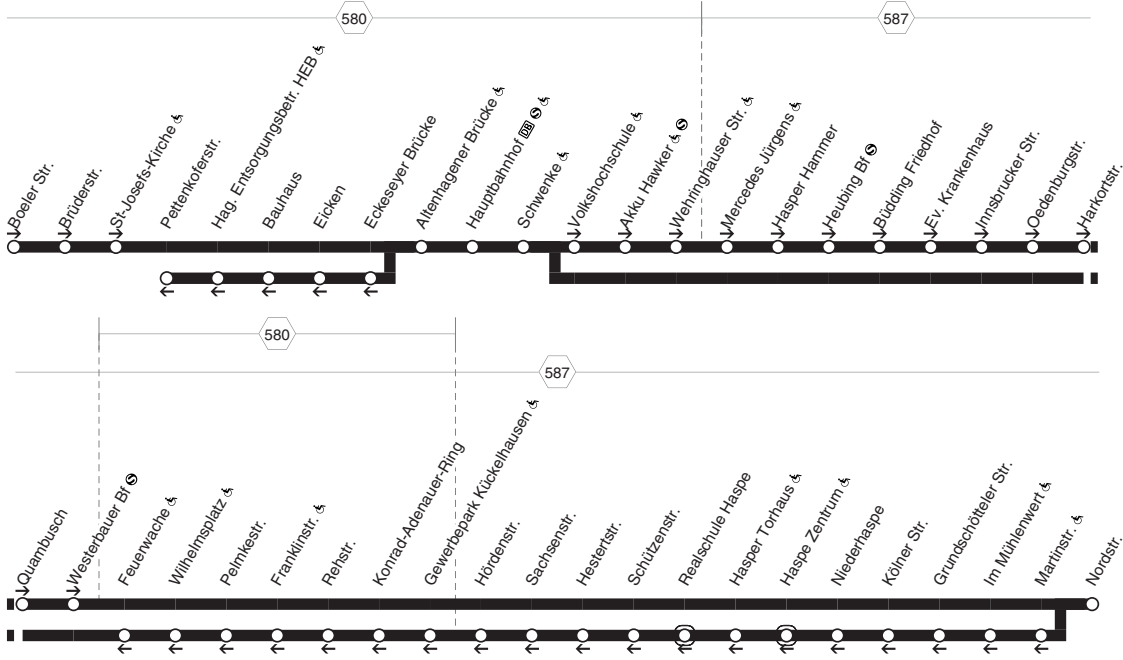 580
587
Boeler Str.
Brüderstr.
St-Josefs-Kirche
Pettenkoferstr.
Hag. Entsorgungsbetr. HEB
Bauhaus
Eicken
Eckeseyer Brücke
Altenhagener Brücke
Hauptbahnhof DB S
Schwenke
Volkshochschule
Akku Hawker S
Wehringhauser Str.
Mercedes Jürgens
Hasper Hammer
Heubing Bf S
Büdding Friedhof
Ev. Krankenhaus
Innsbrucker Str.
Oedenburgstr.
Harkortstr.
580
587
Quambusch
Westerbauer Bf S
Feuerwache
Wilhelmsplatz
Pelmkestr.
Franklinstr.
Rehstr.
Konrad-Adenauer-Ring
Gewerbepark Kückelhausen
Hördenstr.
Sachsenstr.
Hestertstr.
Schützenstr.
Realschule Haspe
Hasper Torhaus
Haspe Zentrum
Niederhaspe
Kölner Str.
Grundschötteler Str.
Im Mühlenwert
Martinstr.
Nordstr.